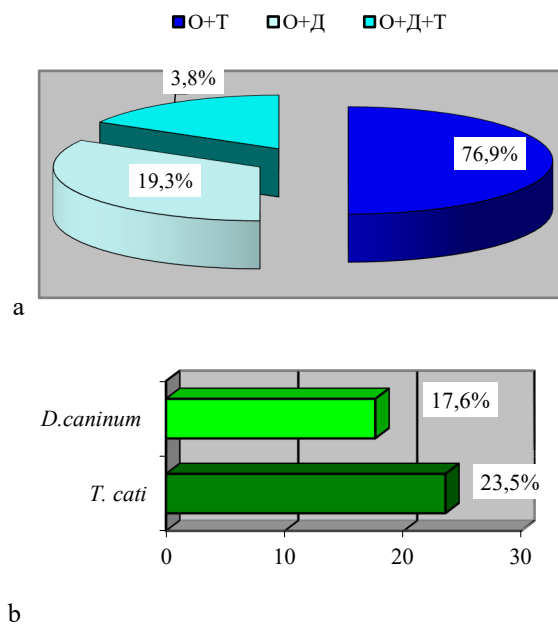 О+Т О+Д О+Д+Т
3,8%
76,9%
19,3%
a
D.caninum
17,6%
T. cati
23,5%
0 10 20 30
b